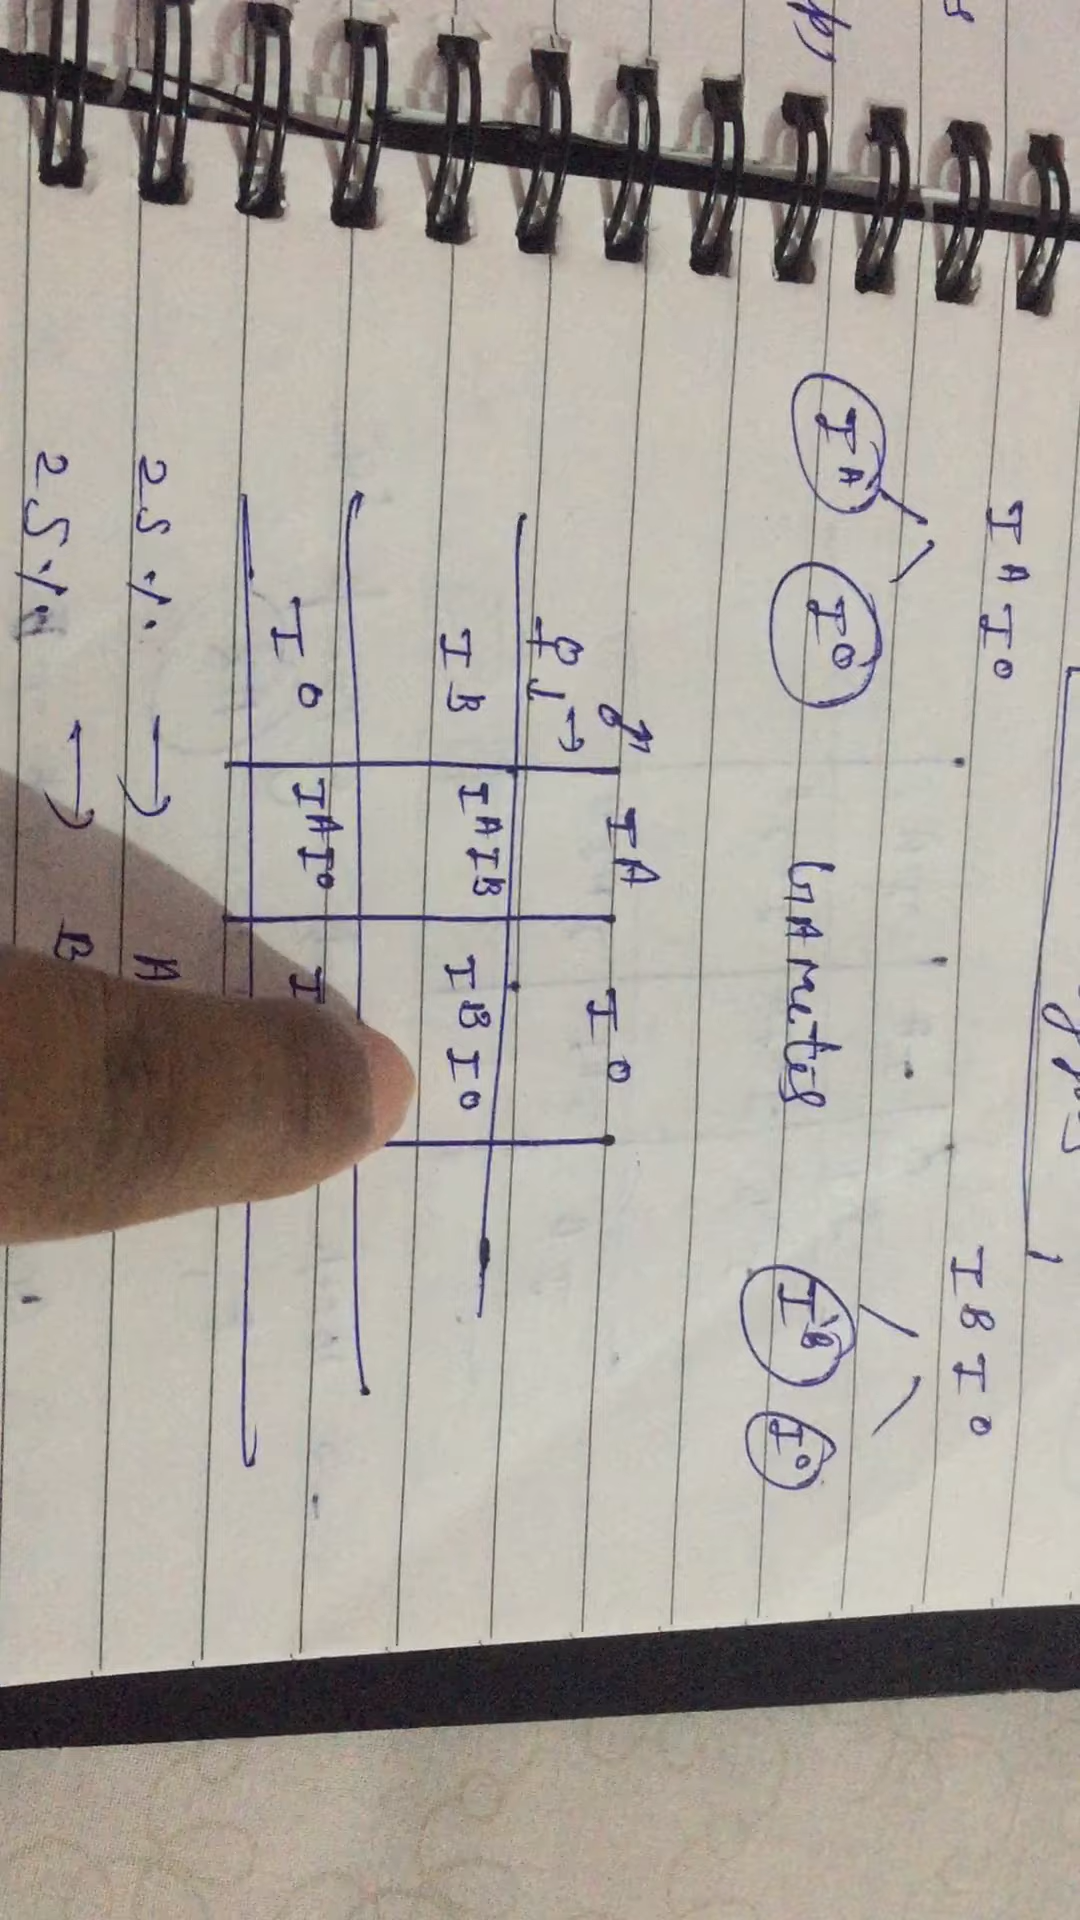 IAIO IBIO
IA IO IB IO
GAmetes
♂ IA IO
♀↓→
IB IAIB IBIO
IO IAIO I
25 % → A
25 % → B